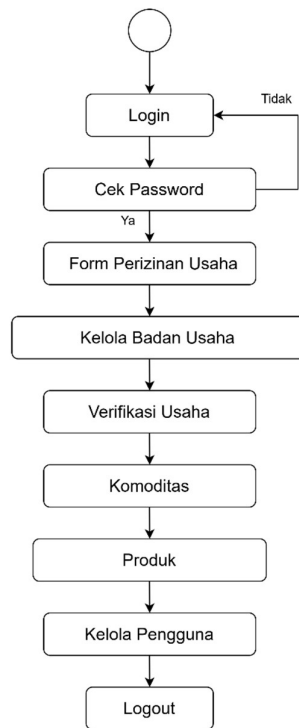 Login
Tidak
Cek Password
Ya
Form Perizinan Usaha
Kelola Badan Usaha
Verifikasi Usaha
Komoditas
Produk
Kelola Pengguna
Logout